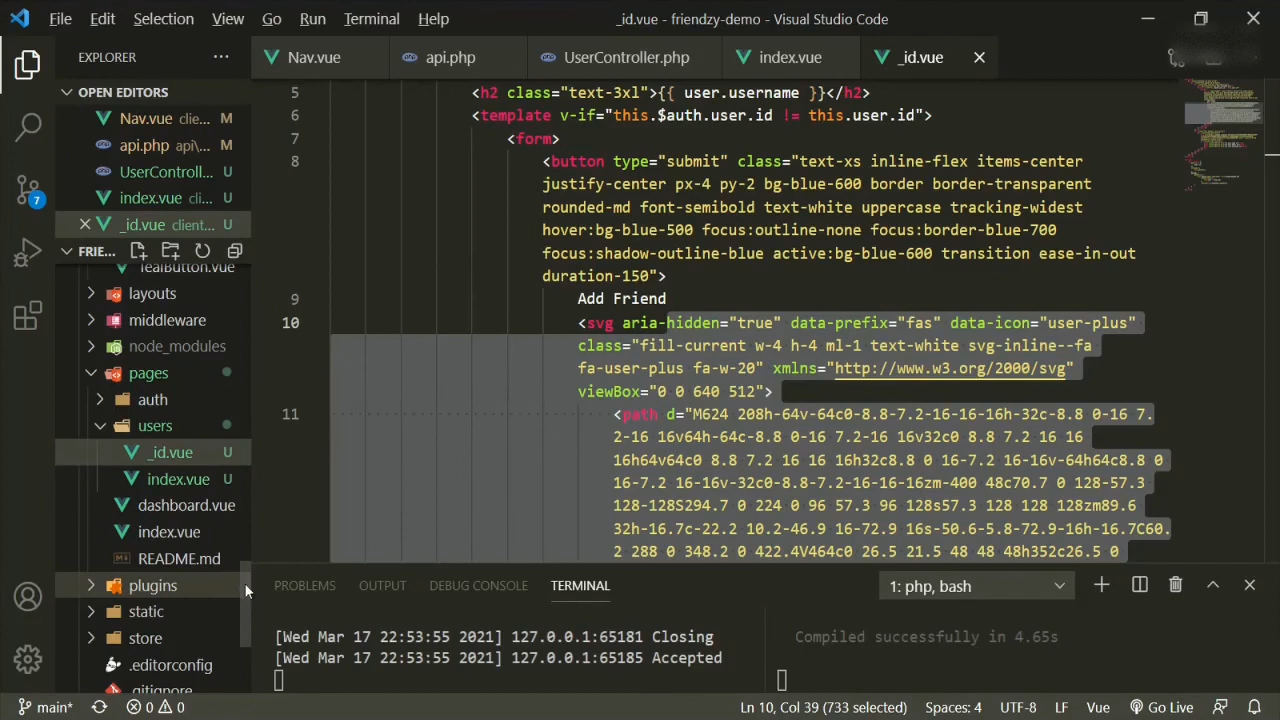 File Edit Selection View Go Run Terminal Help
_id.vue - friendzy-demo - Visual Studio Code
EXPLORER
Nav.vue
api.php
UserController.php
index.vue
_id.vue
OPEN EDITORS
Nav.vue clie... M
api.php api\... M
UserControll... U
index.vue cli... U
_id.vue client... U
FRIE...
TealButton.vue
layouts
middleware
node_modules
pages
auth
users
_id.vue U
index.vue U
dashboard.vue
index.vue
README.md
plugins
static
store
.editorconfig
.gitignore
7
5 <h2 class="text-3xl">{{ user.username }}</h2>
6 <template v-if="this.$auth.user.id != this.user.id">
7 <form>
8 <button type="submit" class="text-xs inline-flex items-center
justify-center px-4 py-2 bg-blue-600 border border-transparent
rounded-md font-semibold text-white uppercase tracking-widest
hover:bg-blue-500 focus:outline-none focus:border-blue-700
focus:shadow-outline-blue active:bg-blue-600 transition ease-in-out
duration-150">
9 Add Friend
10 <svg aria-hidden="true" data-prefix="fas" data-icon="user-plus"
class="fill-current w-4 h-4 ml-1 text-white svg-inline--fa
fa-user-plus fa-w-20" xmlns="http://www.w3.org/2000/svg"
viewBox="0 0 640 512">
11 <path d="M624 208h-64v-64c0-8.8-7.2-16-16-16h-32c-8.8 0-16 7.
2-16 16v64h-64c-8.8 0-16 7.2-16 16v32c0 8.8 7.2 16 16
16h64v64c0 8.8 7.2 16 16 16h32c8.8 0 16-7.2 16-16v-64h64c8.8 0
16-7.2 16-16v-32c0-8.8-7.2-16-16-16zm-400 48c70.7 0 128-57.3
128-128S294.7 0 224 0 96 57.3 96 128s57.3 128 128 128zm89.6
32h-16.7c-22.2 10.2-46.9 16-72.9 16s-50.6-5.8-72.9-16h-16.7C60.
2 288 0 348.2 0 422.4V464c0 26.5 21.5 48 48 48h352c26.5 0
PROBLEMS OUTPUT DEBUG CONSOLE TERMINAL
1: php, bash
[Wed Mar 17 22:53:55 2021] 127.0.0.1:65181 Closing
[Wed Mar 17 22:53:55 2021] 127.0.0.1:65185 Accepted
Compiled successfully in 4.65s
main* 0 0 Ln 10, Col 39 (733 selected) Spaces: 4 UTF-8 LF Vue Go Live